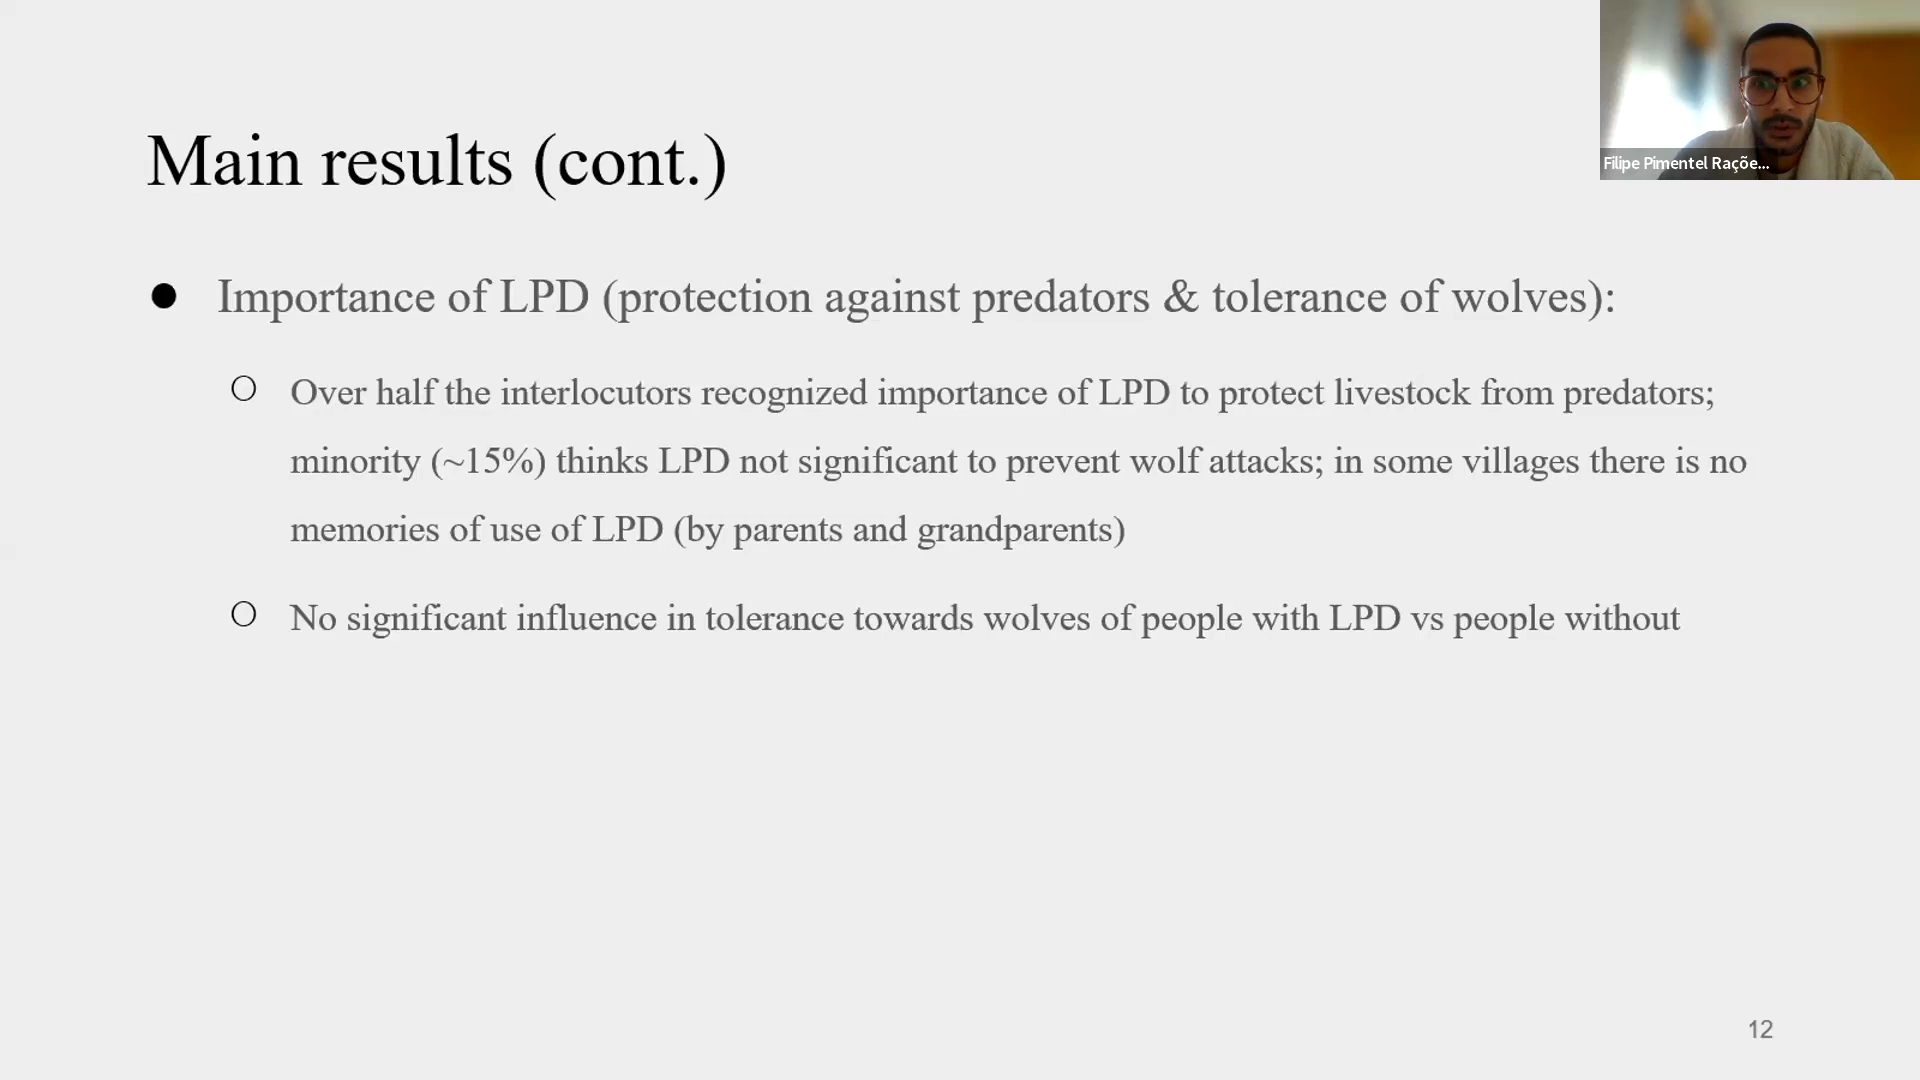 Filipe Pimentel Raçõe...
Main results (cont.)
● Importance of LPD (protection against predators & tolerance of wolves):
○ Over half the interlocutors recognized importance of LPD to protect livestock from predators;
minority (~15%) thinks LPD not significant to prevent wolf attacks; in some villages there is no
memories of use of LPD (by parents and grandparents)
○ No significant influence in tolerance towards wolves of people with LPD vs people without
12